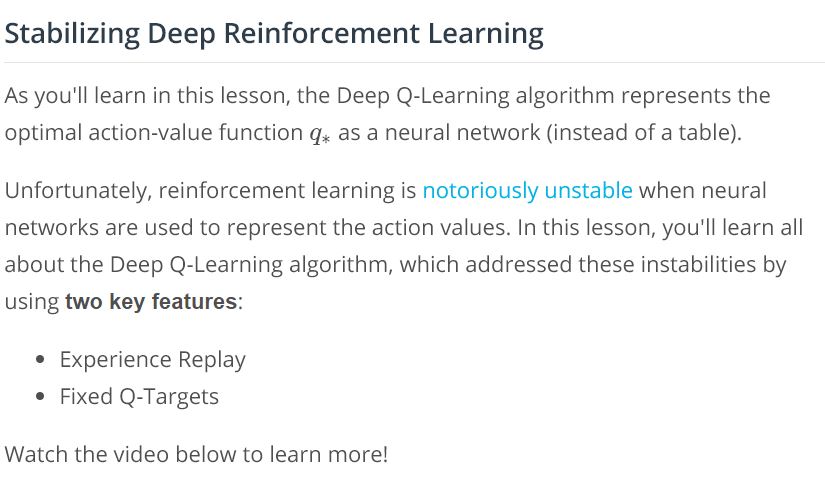 Stabilizing Deep Reinforcement Learning
As you'll learn in this lesson, the Deep Q-Learning algorithm represents the
optimal action-value function q∗ as a neural network (instead of a table).
Unfortunately, reinforcement learning is notoriously unstable when neural
networks are used to represent the action values. In this lesson, you'll learn all
about the Deep Q-Learning algorithm, which addressed these instabilities by
using two key features:
• Experience Replay
• Fixed Q-Targets
Watch the video below to learn more!